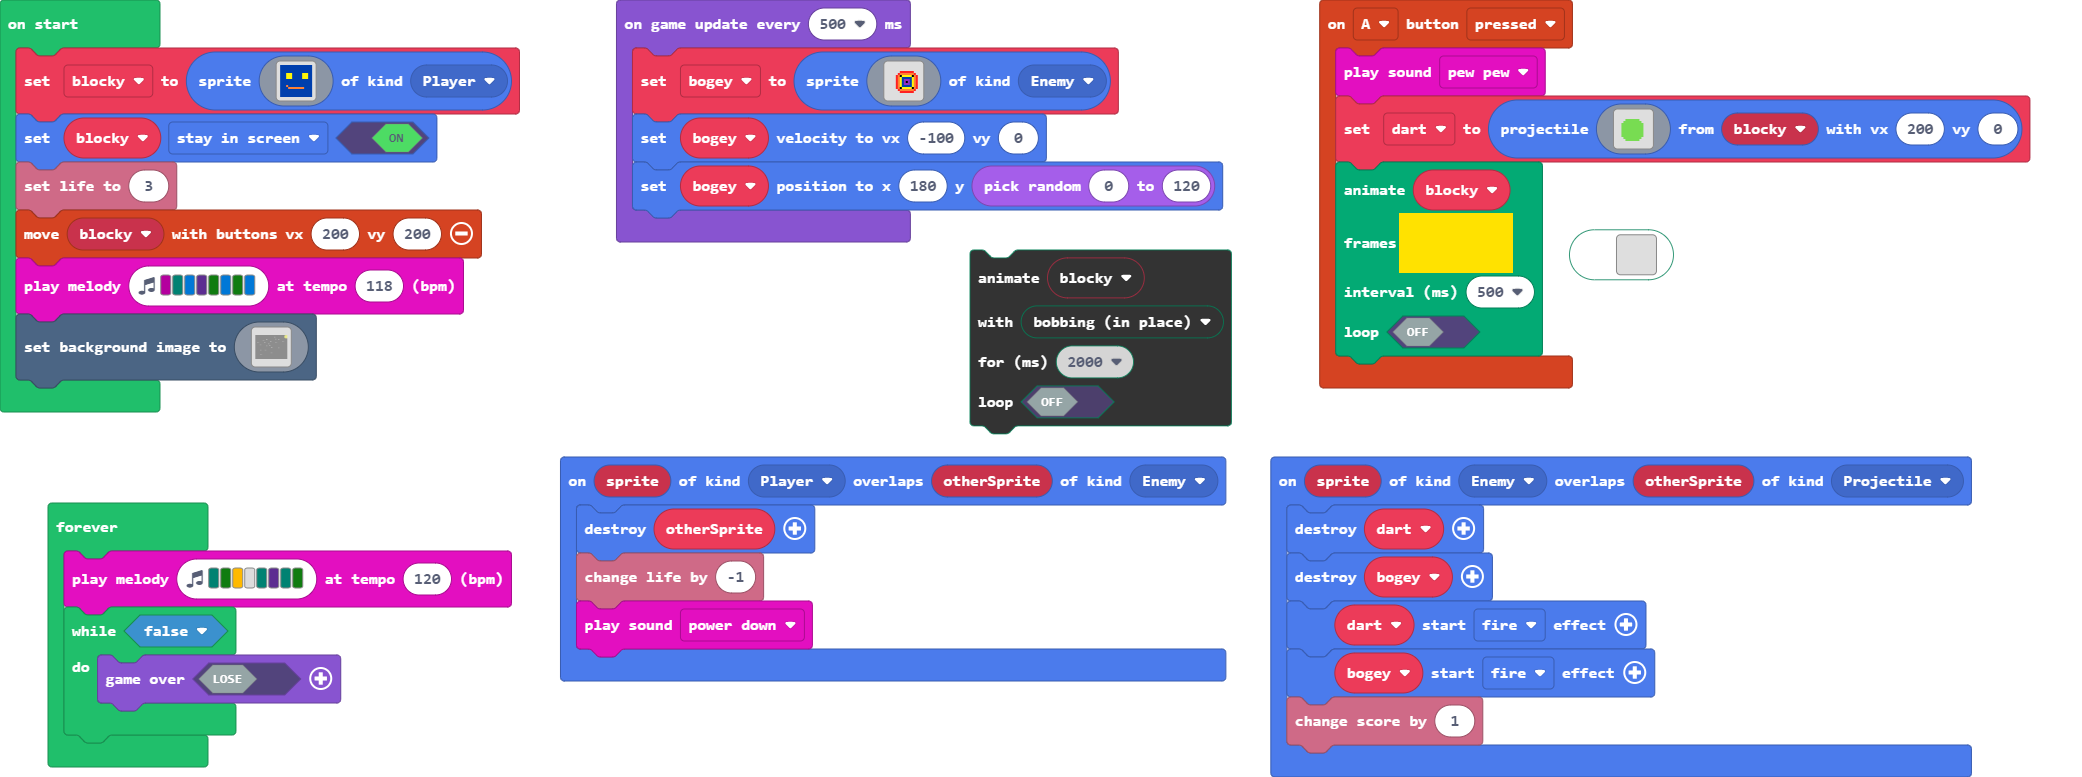 on start
set blocky to sprite of kind Player
set blocky stay in screen ON
set life to 3
move blocky with buttons vx 200 vy 200
play melody at tempo 118 (bpm)
set background image to
on game update every 500 ms
set bogey to sprite of kind Enemy
set bogey velocity to vx -100 vy 0
set bogey position to x 180 y pick random 0 to 120
animate blocky
with bobbing (in place)
for (ms) 2000
loop OFF
on A button pressed
play sound pew pew
set dart to projectile from blocky with vx 200 vy 0
animate blocky
frames
interval (ms) 500
loop OFF
forever
play melody at tempo 120 (bpm)
while false
do
game over LOSE
on sprite of kind Player overlaps otherSprite of kind Enemy
destroy otherSprite
change life by -1
play sound power down
on sprite of kind Enemy overlaps otherSprite of kind Projectile
destroy dart
destroy bogey
dart start fire effect
bogey start fire effect
change score by 1